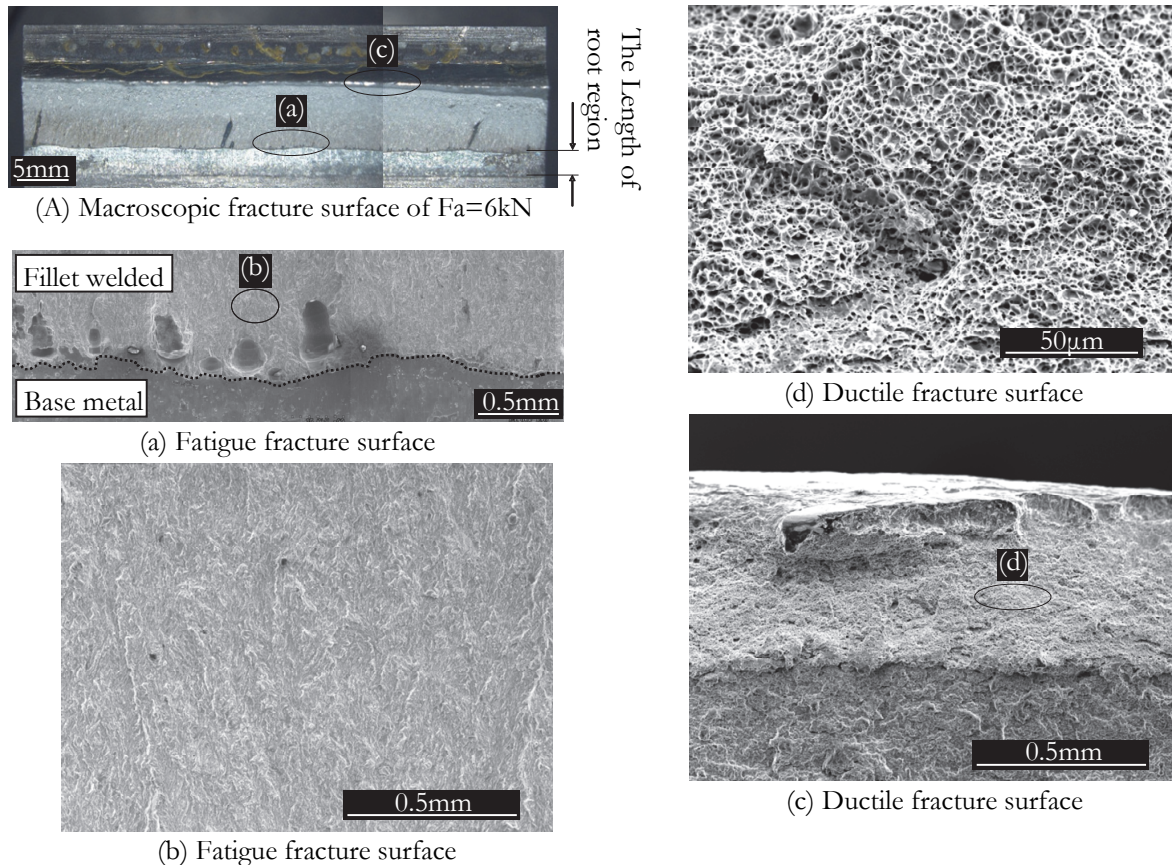 (c)
(a)
5mm
The Length of
root region
(A) Macroscopic fracture surface of Fa=6kN
Fillet welded
(b)
Base metal
0.5mm
(a) Fatigue fracture surface
0.5mm
(b) Fatigue fracture surface
50μm
(d) Ductile fracture surface
(d)
0.5mm
(c) Ductile fracture surface